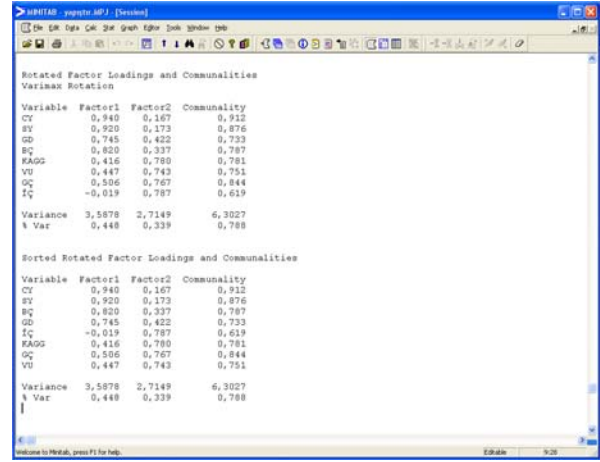 MINITAB - yapıştır.MPJ - [Session]
File Edit Data Calc Stat Graph Editor Tools Window Help
Rotated Factor Loadings and Communalities
Varimax Rotation
Variable Factor1 Factor2 Communality
CY 0,940 0,167 0,912
SY 0,920 0,173 0,876
GD 0,745 0,422 0,733
BÇ 0,820 0,337 0,787
KAGG 0,416 0,780 0,781
VU 0,447 0,743 0,751
GÇ 0,506 0,767 0,844
İÇ -0,019 0,787 0,619
Variance 3,5878 2,7149 6,3027
% Var 0,448 0,339 0,788
Sorted Rotated Factor Loadings and Communalities
Variable Factor1 Factor2 Communality
CY 0,940 0,167 0,912
SY 0,920 0,173 0,876
BÇ 0,820 0,337 0,787
GD 0,745 0,422 0,733
İÇ -0,019 0,787 0,619
KAGG 0,416 0,780 0,781
GÇ 0,506 0,767 0,844
VU 0,447 0,743 0,751
Variance 3,5878 2,7149 6,3027
% Var 0,448 0,339 0,788
Welcome to Minitab, press F1 for help.
Editable 9:28